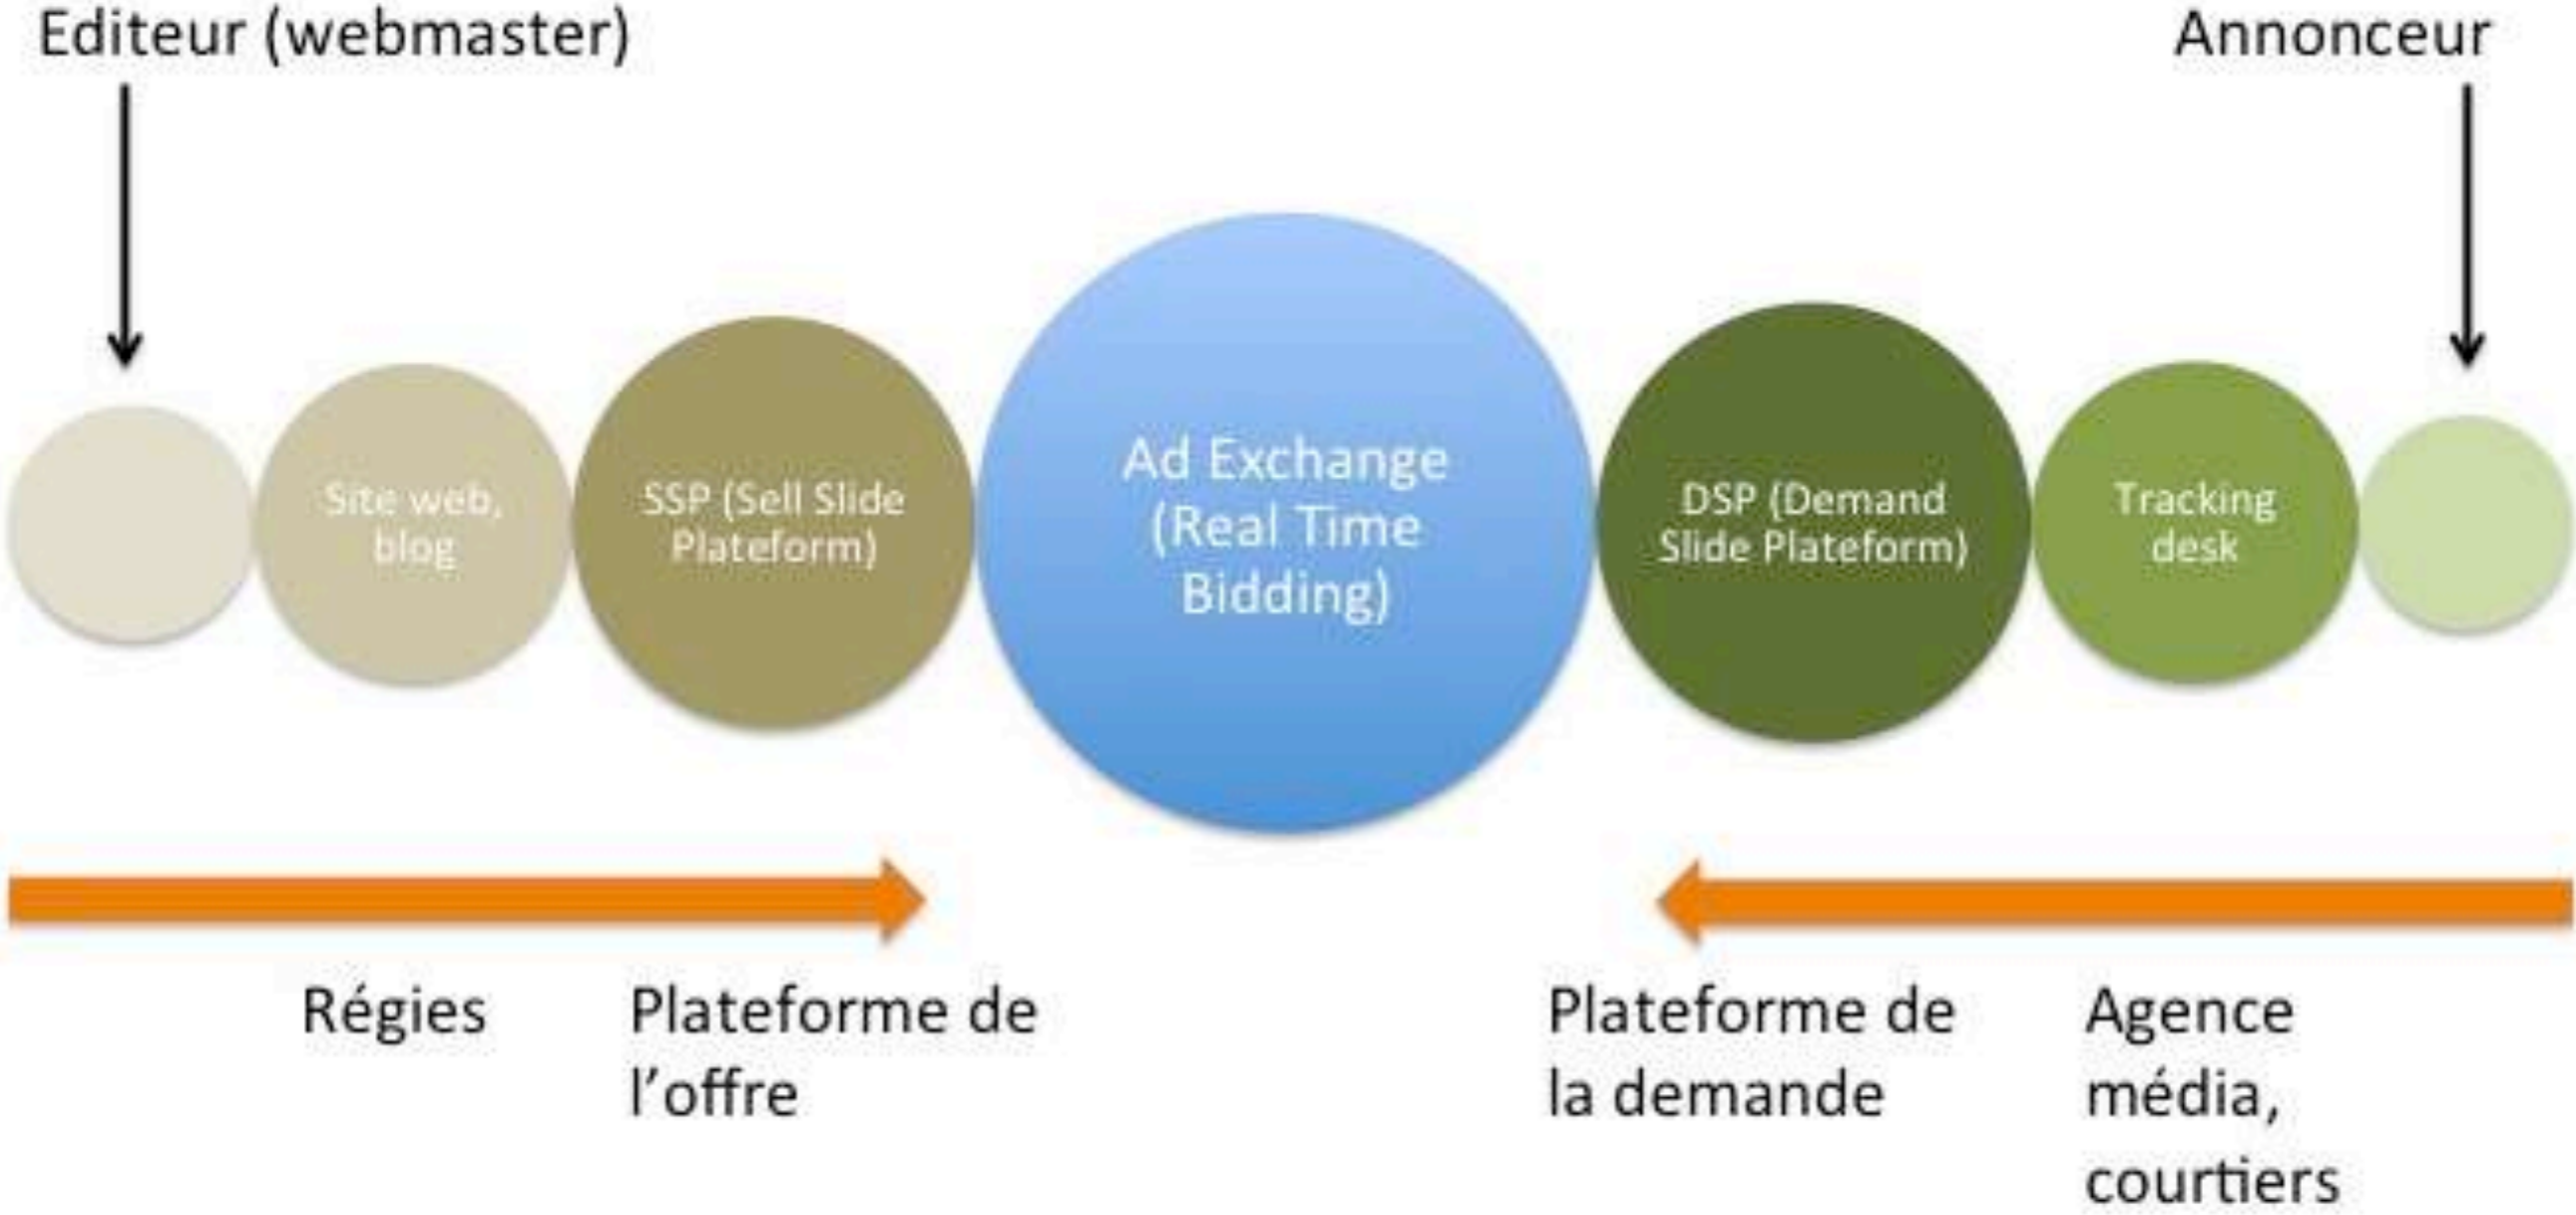 Editeur (webmaster)
Annonceur
Site web,
blog
SSP (Sell Slide
Plateform)
Ad Exchange
(Real Time
Bidding)
DSP (Demand
Slide Plateform)
Tracking
desk
Régies
Plateforme de
l’offre
Plateforme de
la demande
Agence
média,
courtiers